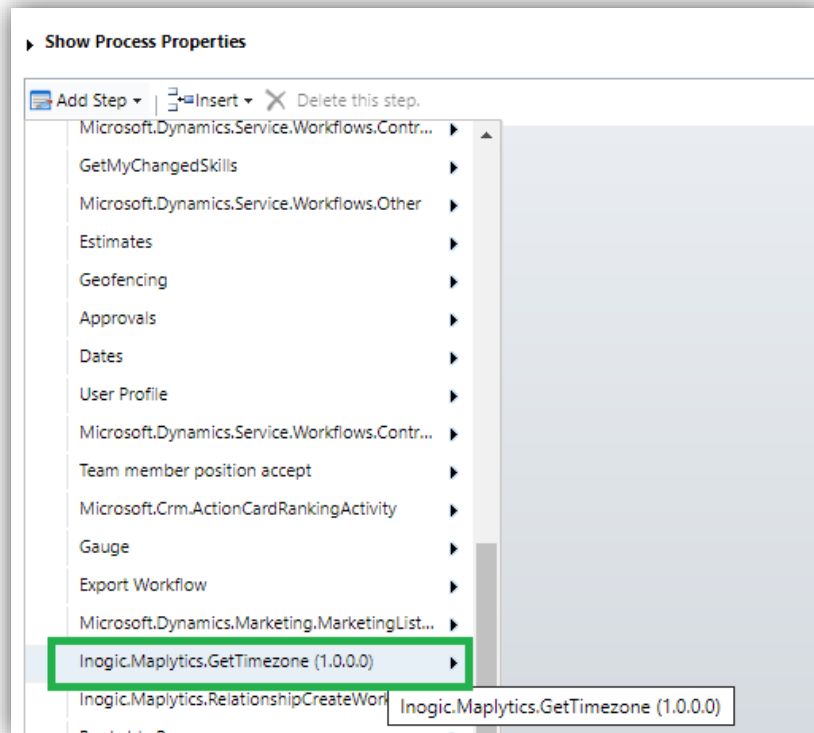 Show Process Properties
Add Step Insert Delete this step.
Microsoft.Dynamics.Service.Workflows.Contr...
GetMyChangedSkills
Microsoft.Dynamics.Service.Workflows.Other
Estimates
Geofencing
Approvals
Dates
User Profile
Microsoft.Dynamics.Service.Workflows.Contr...
Team member position accept
Microsoft.Crm.ActionCardRankingActivity
Gauge
Export Workflow
Microsoft.Dynamics.Marketing.MarketingList...
Inogic.Maplytics.GetTimezone (1.0.0.0)
Inogic.Maplytics.RelationshipCreateWork
Inogic.Maplytics.GetTimezone (1.0.0.0)